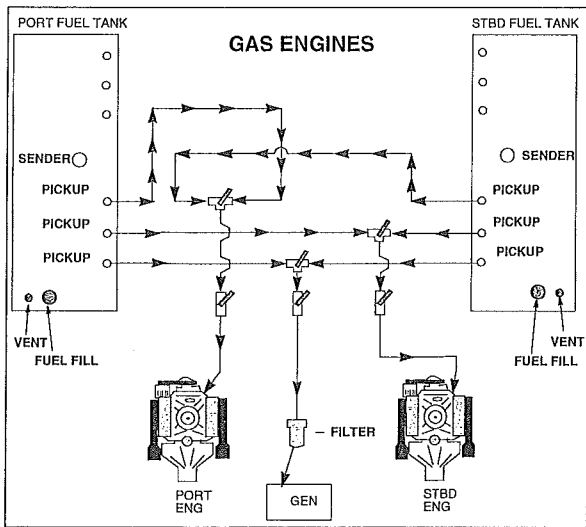 PORT FUEL TANK
STBD FUEL TANK
GAS ENGINES
SENDER
SENDER
PICKUP
PICKUP
PICKUP
PICKUP
PICKUP
PICKUP
VENT
FUEL FILL
VENT
FUEL FILL
FILTER
PORT
ENG
GEN
STBD
ENG